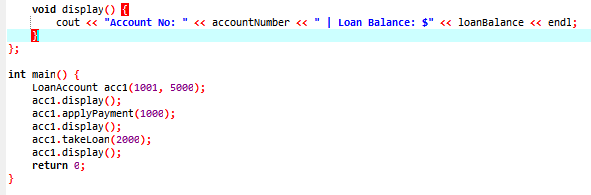 void display() {
cout << "Account No: " << accountNumber << " | Loan Balance: $" << loanBalance << endl;
}
};
int main() {
LoanAccount acc1(1001, 5000);
acc1.display();
acc1.applyPayment(1000);
acc1.display();
acc1.takeLoan(2000);
acc1.display();
return 0;
}